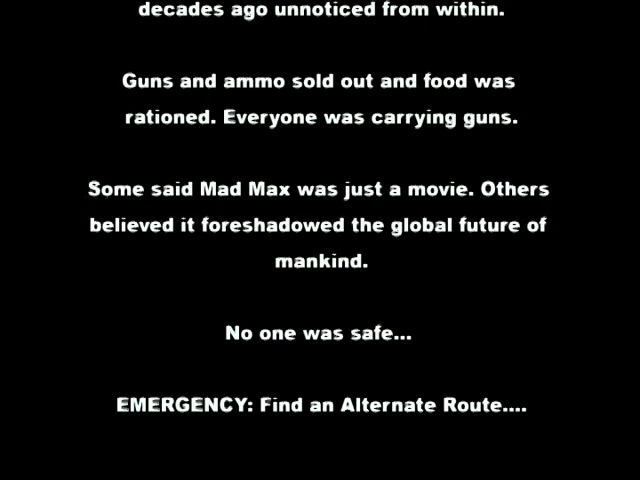 decades ago unnoticed from within.
Guns and ammo sold out and food was
rationed. Everyone was carrying guns.
Some said Mad Max was just a movie. Others
believed it foreshadowed the global future of
mankind.
No one was safe...
EMERGENCY: Find an Alternate Route....